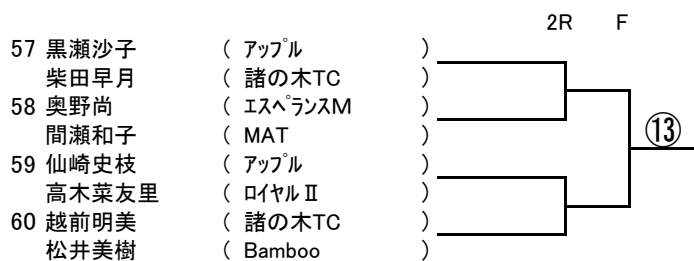 2R F
57 黒瀬沙子 ( アップル )
柴田早月 ( 諸の木TC )
58 奥野尚 ( エスペランスM )
間瀬和子 ( MAT )
⑬
59 仙崎史枝 ( アップル )
高木菜友里 ( ロイヤルⅡ )
60 越前明美 ( 諸の木TC )
松井美樹 ( Bamboo )